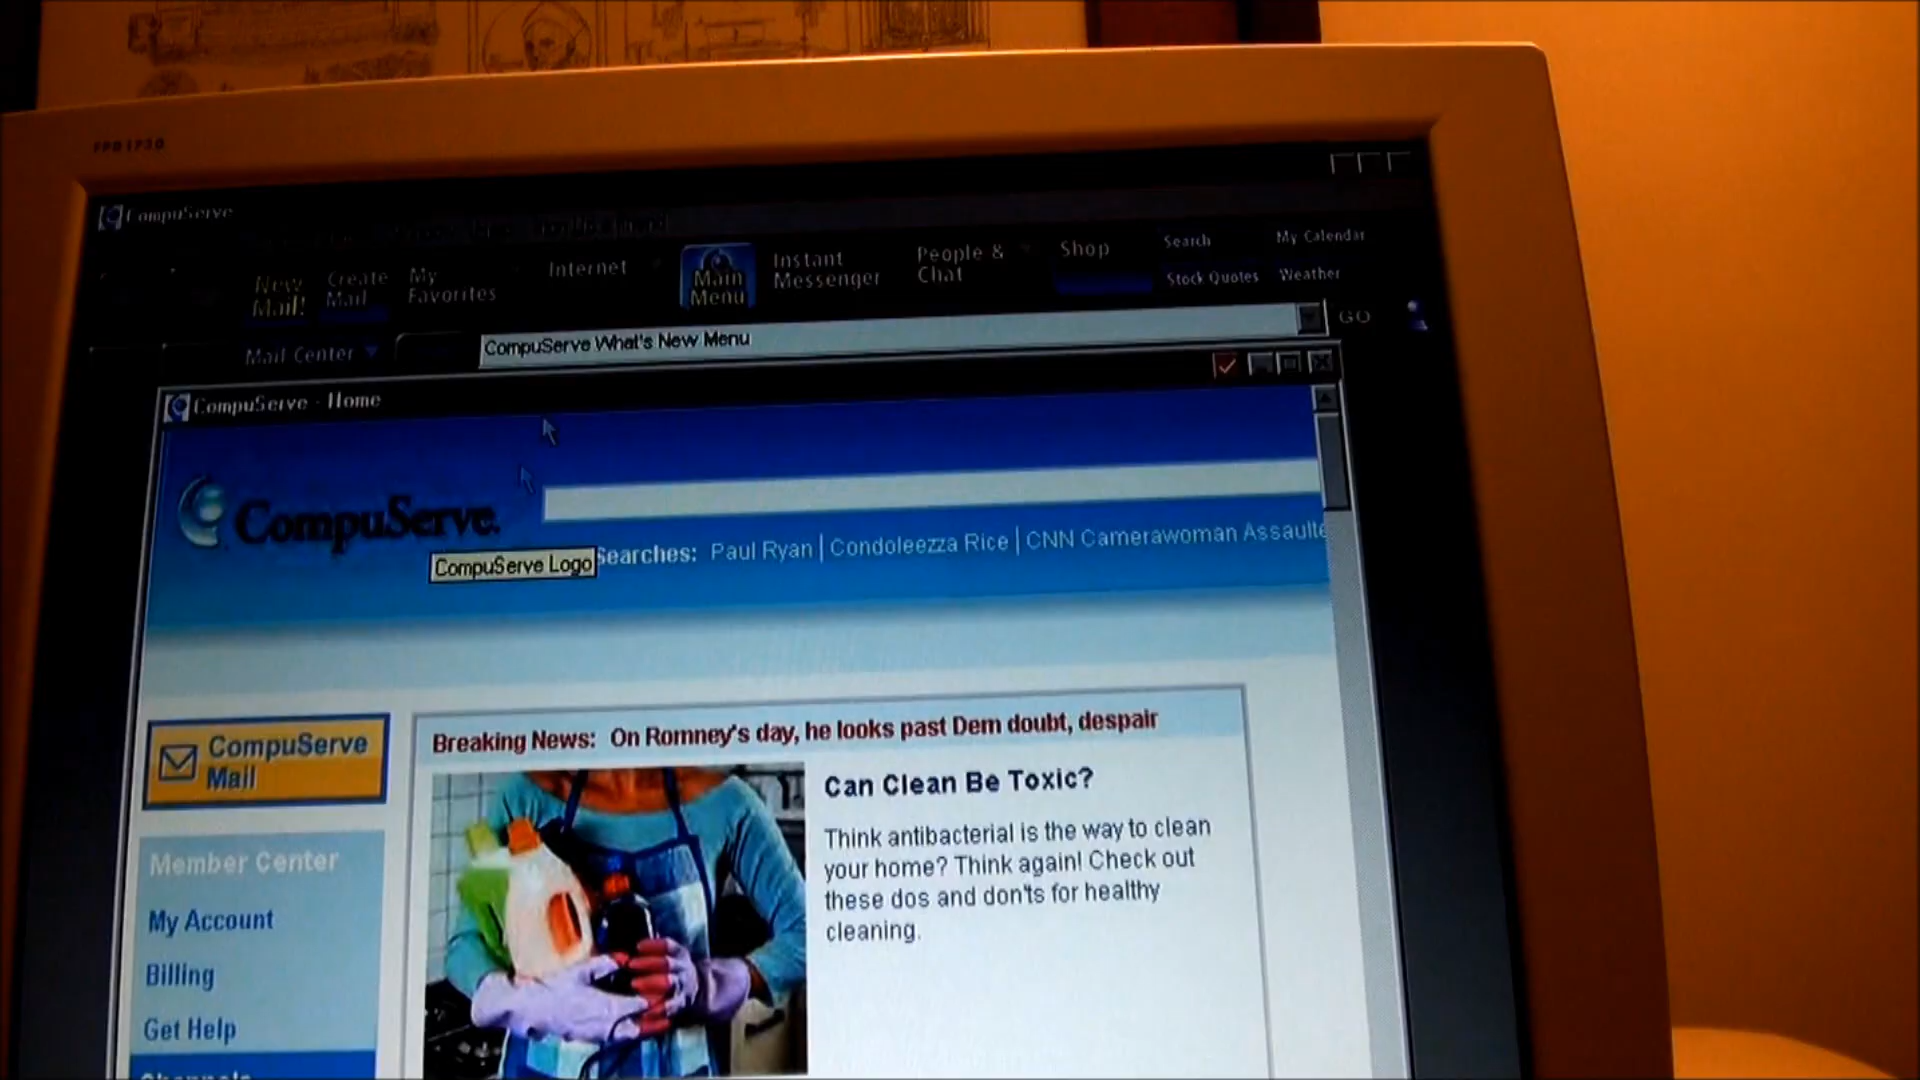 FPD1730
CompuServe
New Mail!
Create Mail
My Favorites
Internet
Main Menu
Instant Messenger
People & Chat
Shop
Search
My Calendar
Stock Quotes
Weather
Mail Center
CompuServe What's New Menu
GO
CompuServe - Home
CompuServe.
CompuServe Logo
Searches: Paul Ryan | Condoleezza Rice | CNN Camerawoman
CompuServe
Mail
Breaking News: On Romney's day, he looks past Dem doubt, despair
Can Clean Be Toxic?
Think antibacterial is the way to clean
your home? Think again! Check out
these dos and don'ts for healthy
cleaning.
Member Center
My Account
Billing
Get Help
Channels